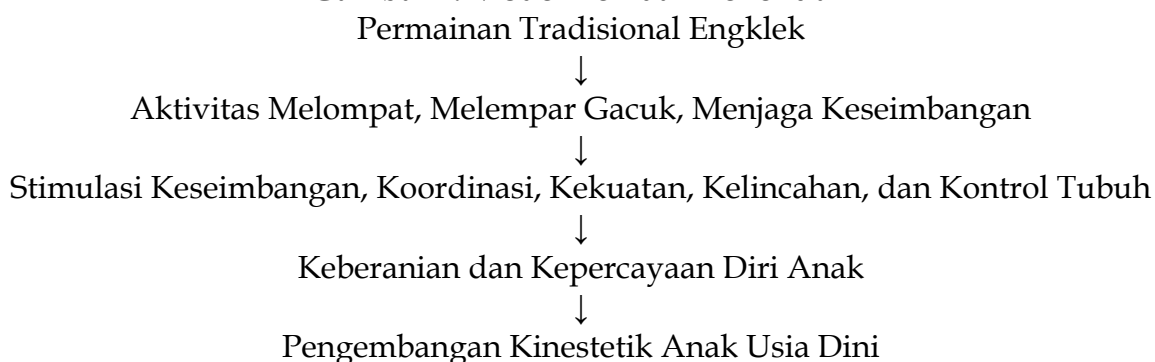 Permainan Tradisional Engklek
↓
Aktivitas Melompat, Melempar Gacuk, Menjaga Keseimbangan
↓
Stimulasi Keseimbangan, Koordinasi, Kekuatan, Kelincahan, dan Kontrol Tubuh
↓
Keberanian dan Kepercayaan Diri Anak
↓
Pengembangan Kinestetik Anak Usia Dini